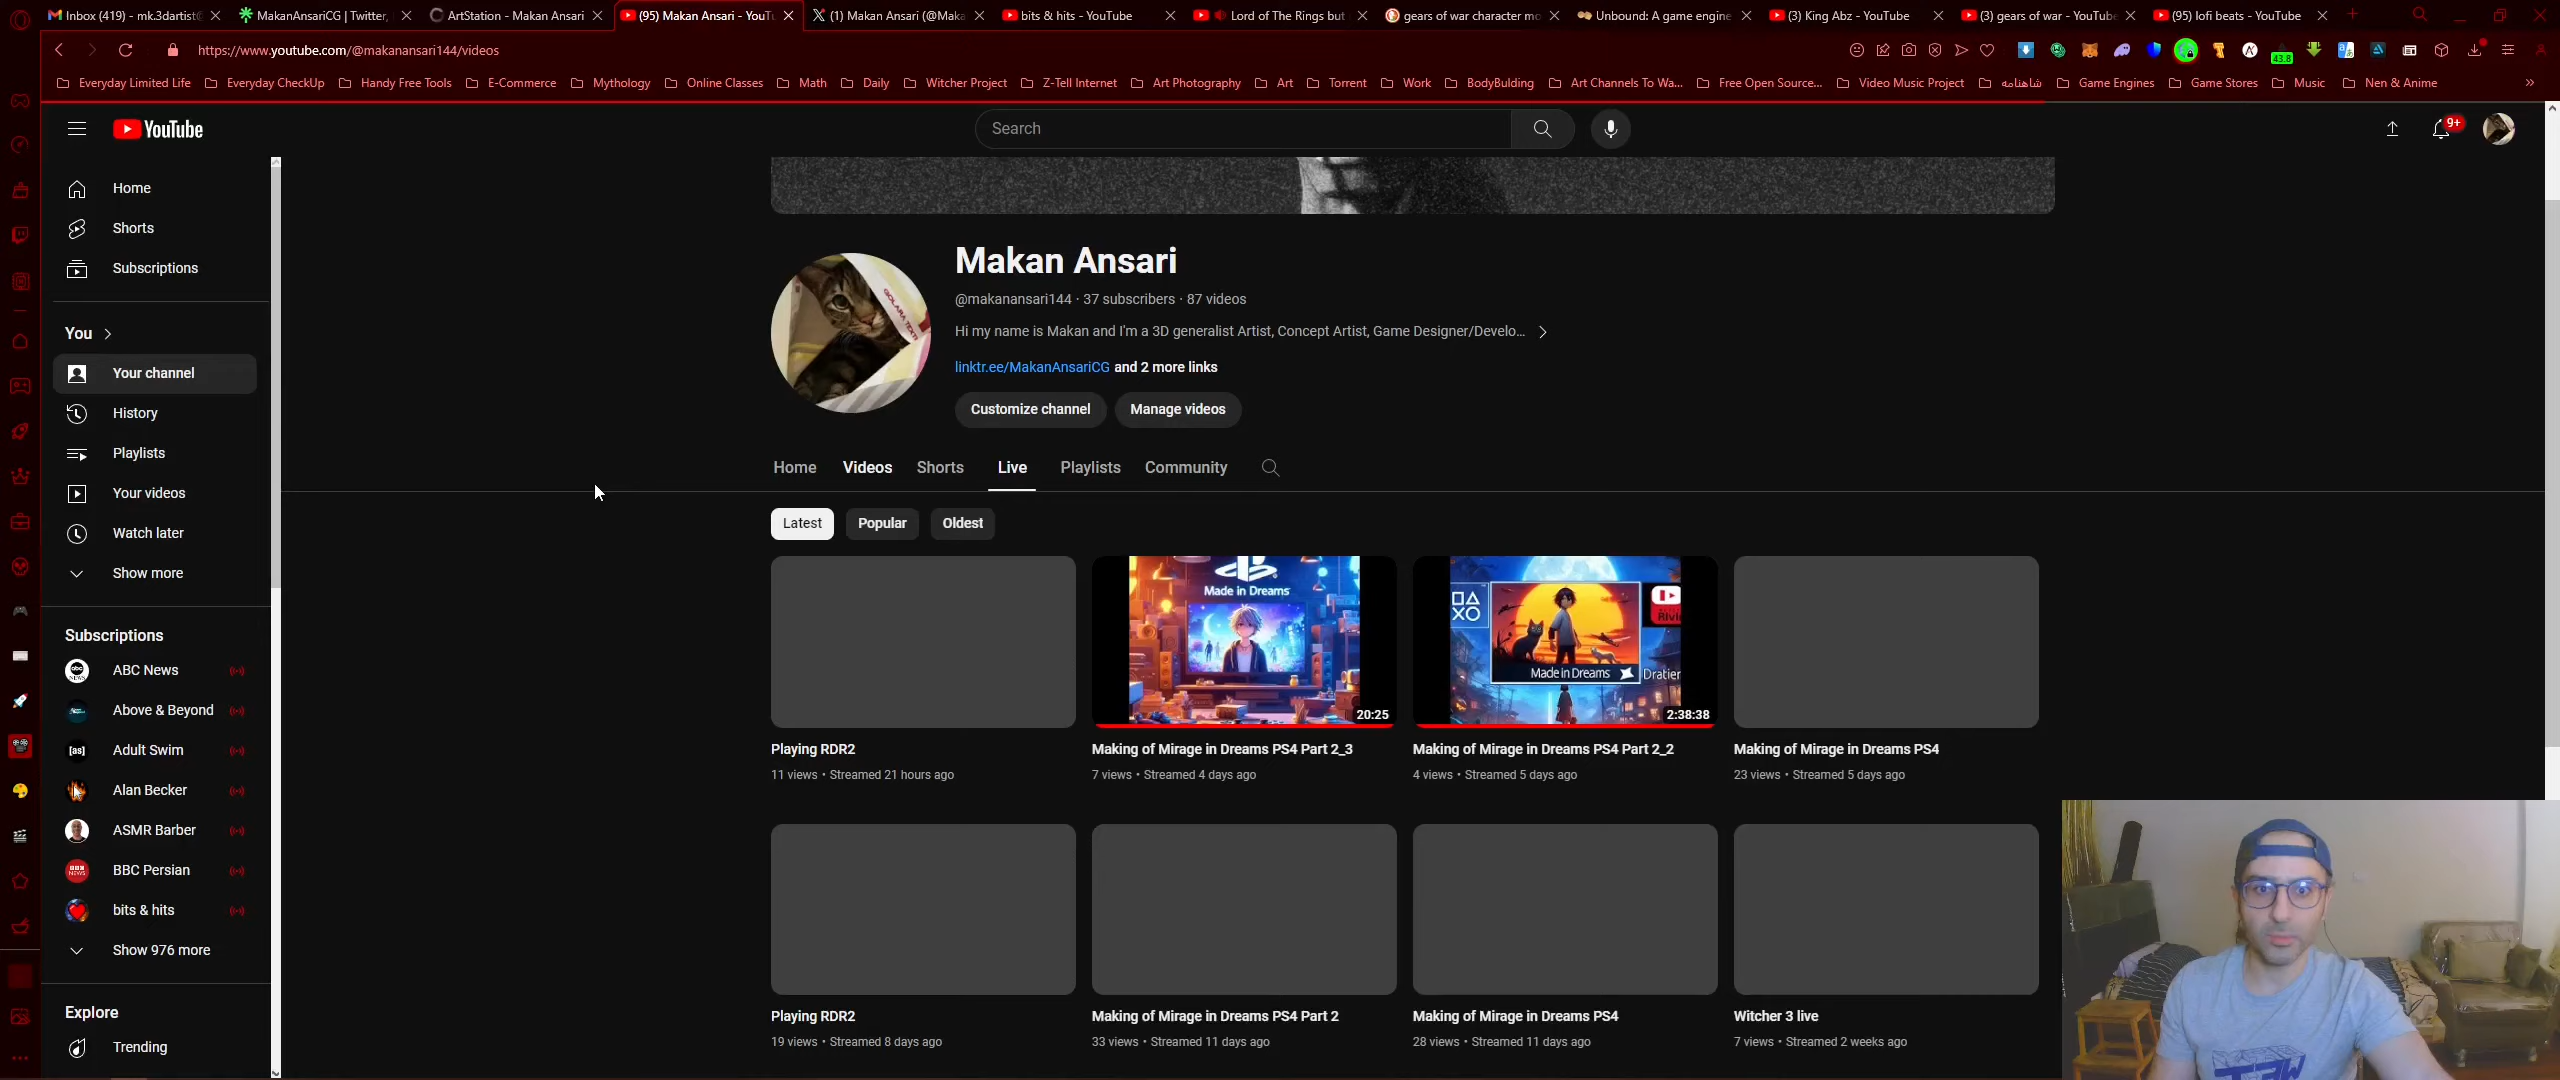 Inbox (419) - mk.3dartist@
MakanAnsariCG | Twitter,
ArtStation - Makan Ansari
(95) Makan Ansari - YouTu
(1) Makan Ansari (@Maka
bits & hits - YouTube
Lord of The Rings but
gears of war character mo
Unbound: A game engine
(3) King Abz - YouTube
(3) gears of war - YouTube
(95) lofi beats - YouTube
https://www.youtube.com/@makanansari144/videos
43.8
Everyday Limited Life
Everyday CheckUp
Handy Free Tools
E-Commerce
Mythology
Online Classes
Math
Daily
Witcher Project
Z-Tell Internet
Art Photography
Art
Torrent
Work
BodyBulding
Art Channels To Wa...
Free Open Source...
Video Music Project
شاهنامه
Game Engines
Game Stores
Music
Nen & Anime
YouTube
Search
9+
Home
Shorts
Subscriptions
You
Your channel
History
Playlists
Your videos
Watch later
Show more
Subscriptions
ABC News
Above & Beyond
[as] Adult Swim
Alan Becker
ASMR Barber
BBC Persian
bits & hits
Show 976 more
Explore
Trending
GOLARA TEXTI
Makan Ansari
@makanansari144 · 37 subscribers · 87 videos
Hi my name is Makan and I'm a 3D generalist Artist, Concept Artist, Game Designer/Develo...
linktr.ee/MakanAnsariCG and 2 more links
Customize channel
Manage videos
Home
Videos
Shorts
Live
Playlists
Community
Latest
Popular
Oldest
Made in Dreams
20:25
Made in Dreams
Dratier
2:38:38
Playing RDR2
11 views • Streamed 21 hours ago
Making of Mirage in Dreams PS4 Part 2_3
7 views • Streamed 4 days ago
Making of Mirage in Dreams PS4 Part 2_2
4 views • Streamed 5 days ago
Making of Mirage in Dreams PS4
23 views • Streamed 5 days ago
Playing RDR2
19 views • Streamed 8 days ago
Making of Mirage in Dreams PS4 Part 2
33 views • Streamed 11 days ago
Making of Mirage in Dreams PS4
28 views • Streamed 11 days ago
Witcher 3 live
7 views • Streamed 2 weeks ago